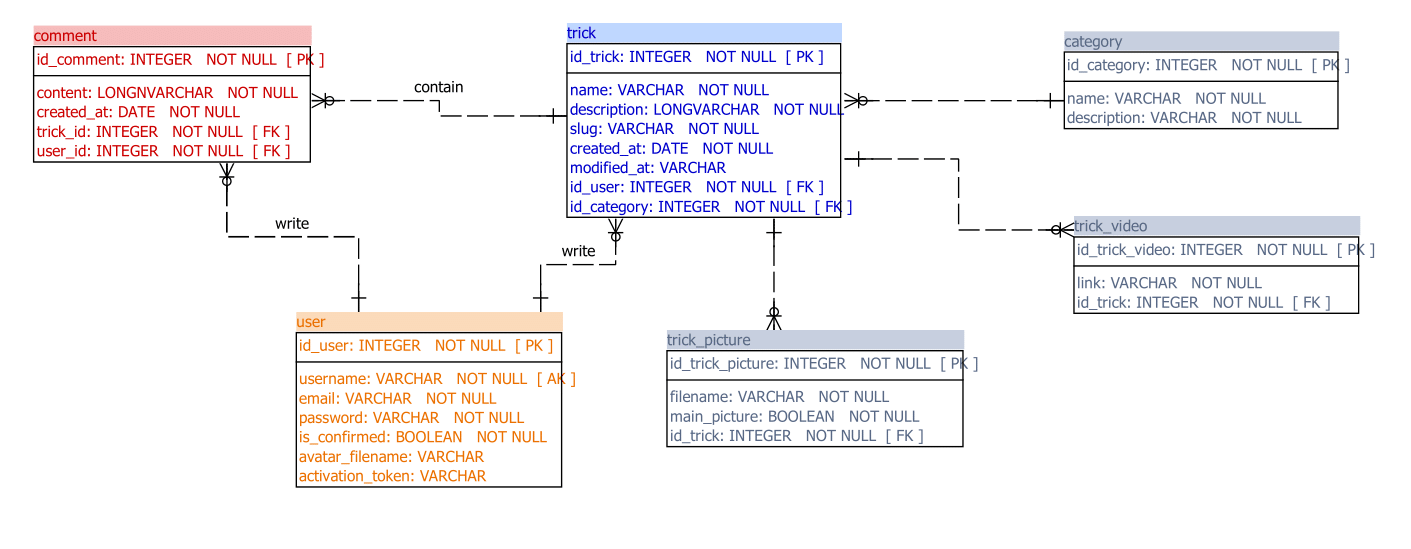 comment
id_comment: INTEGER NOT NULL [ PK ]
content: LONGNVARCHAR NOT NULL
created_at: DATE NOT NULL
trick_id: INTEGER NOT NULL [ FK ]
user_id: INTEGER NOT NULL [ FK ]
contain
trick
id_trick: INTEGER NOT NULL [ PK ]
name: VARCHAR NOT NULL
description: LONGVARCHAR NOT NULL
slug: VARCHAR NOT NULL
created_at: DATE NOT NULL
modified_at: VARCHAR
id_user: INTEGER NOT NULL [ FK ]
id_category: INTEGER NOT NULL [ FK ]
category
id_category: INTEGER NOT NULL [ PK ]
name: VARCHAR NOT NULL
description: VARCHAR NOT NULL
write
write
trick_video
id_trick_video: INTEGER NOT NULL [ PK ]
link: VARCHAR NOT NULL
id_trick: INTEGER NOT NULL [ FK ]
user
id_user: INTEGER NOT NULL [ PK ]
username: VARCHAR NOT NULL [ AK ]
email: VARCHAR NOT NULL
password: VARCHAR NOT NULL
is_confirmed: BOOLEAN NOT NULL
avatar_filename: VARCHAR
activation_token: VARCHAR
trick_picture
id_trick_picture: INTEGER NOT NULL [ PK ]
filename: VARCHAR NOT NULL
main_picture: BOOLEAN NOT NULL
id_trick: INTEGER NOT NULL [ FK ]